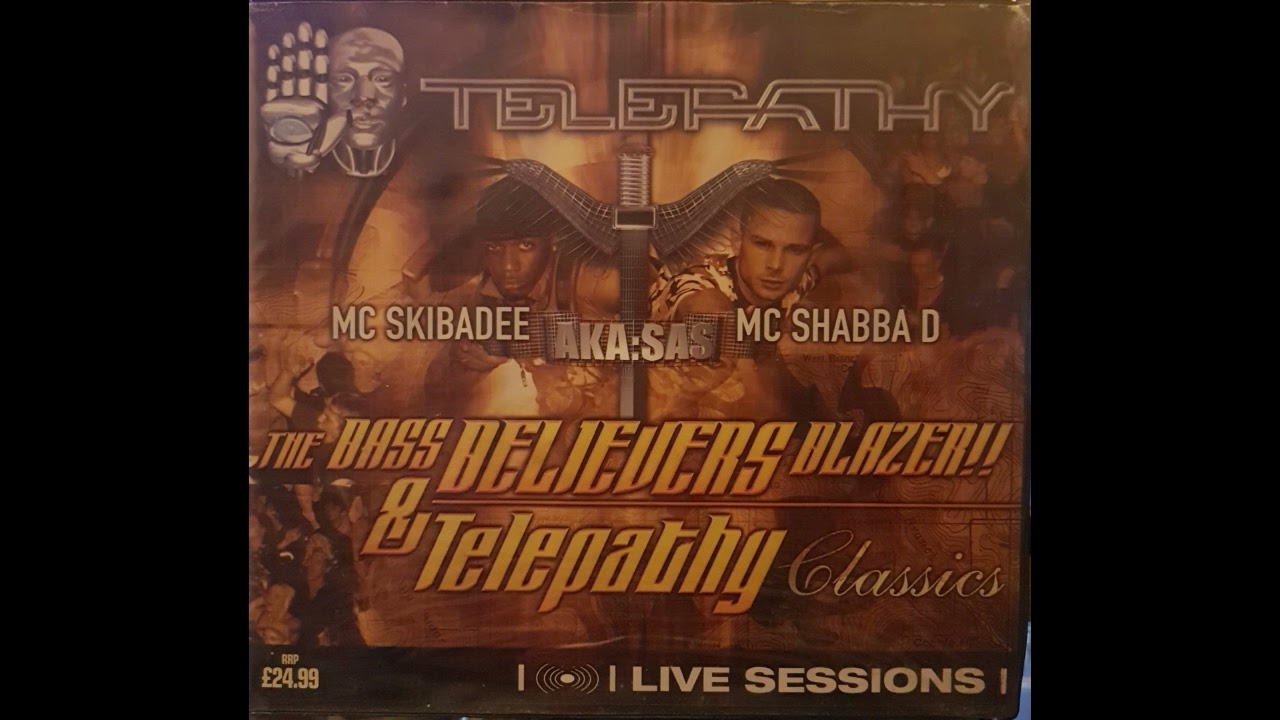 TELEPATHY
MC SKIBADEE
AKA:SAS
MC SHABBA D
THE BASS BELIEVERS BLAZER!!
& Telepathy Classics
RRP
£24.99
LIVE SESSIONS